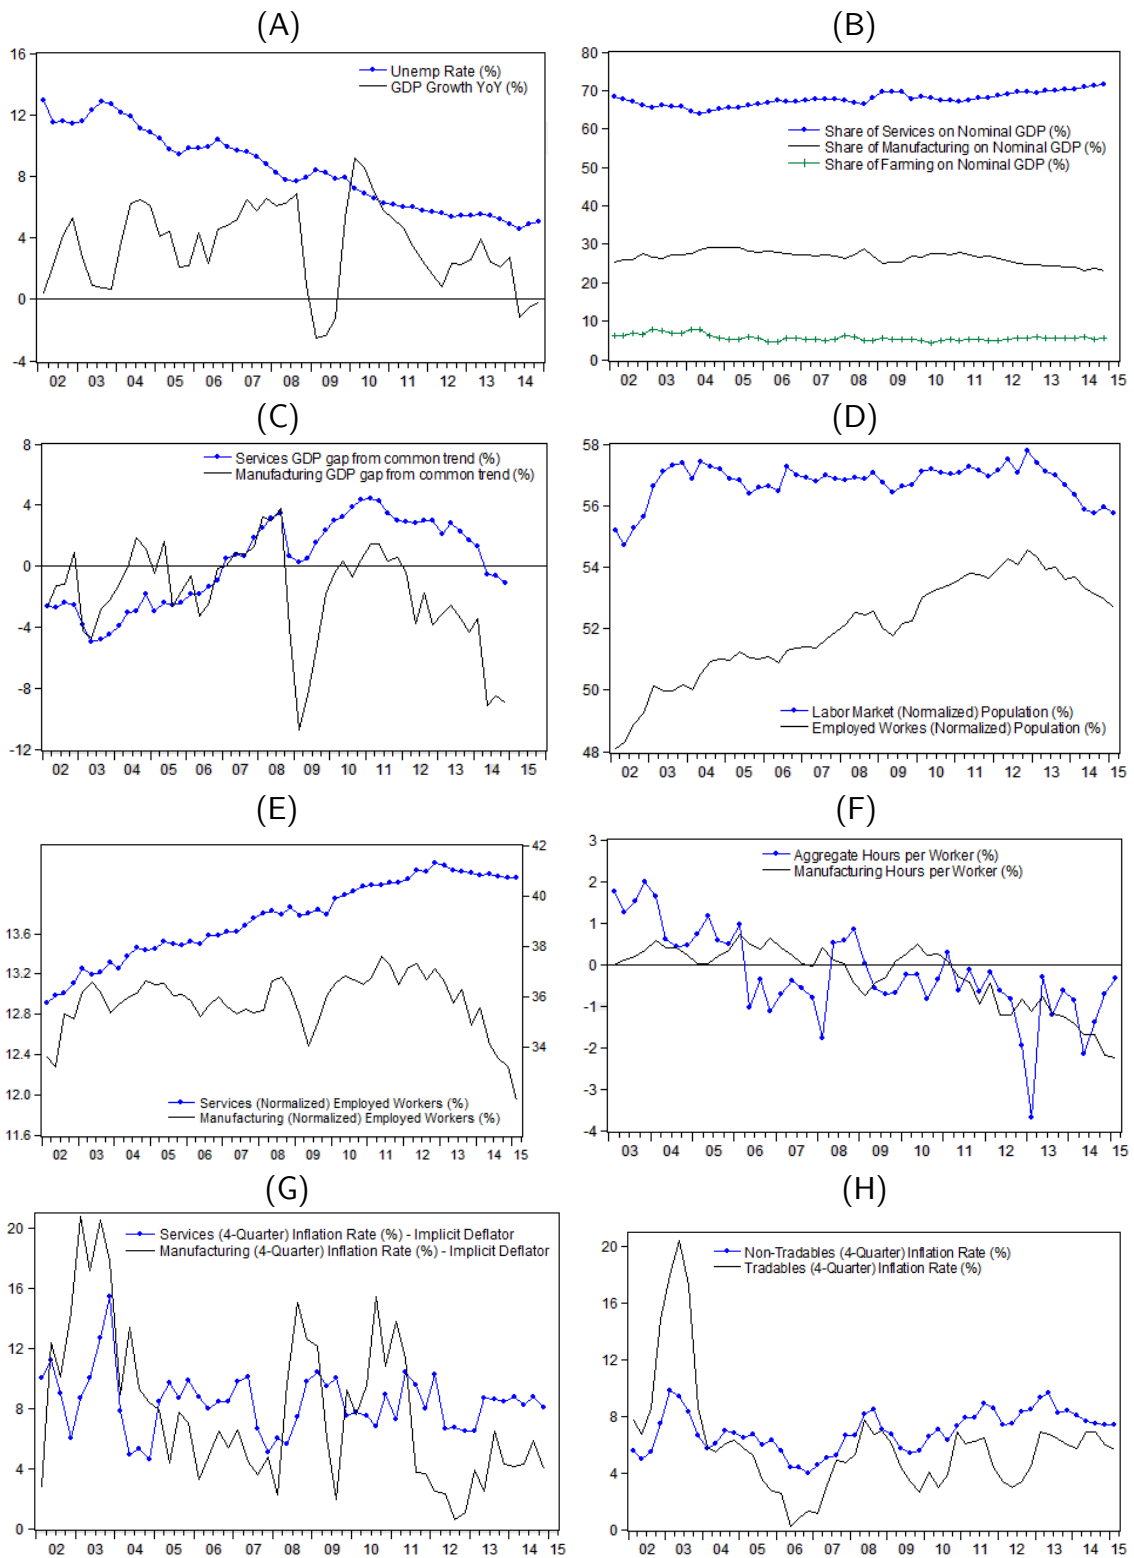 (A)
16
12
8
4
0
-4
Unemp Rate (%)
GDP Growth YoY (%)
02 03 04 05 06 07 08 09 10 11 12 13 14
(B)
80
70
60
50
40
30
20
10
0
Share of Services on Nominal GDP (%)
Share of Manufacturing on Nominal GDP (%)
Share of Farming on Nominal GDP (%)
02 03 04 05 06 07 08 09 10 11 12 13 14 15
(C)
8
4
0
-4
-8
-12
Services GDP gap from common trend (%)
Manufacturing GDP gap from common trend (%)
02 03 04 05 06 07 08 09 10 11 12 13 14 15
(D)
58
56
54
52
50
48
Labor Market (Normalized) Population (%)
Employed Workes (Normalized) Population (%)
02 03 04 05 06 07 08 09 10 11 12 13 14 15
(E)
13.6
13.2
12.8
12.4
12.0
11.6
42
40
38
36
34
Services (Normalized) Employed Workers (%)
Manufacturing (Normalized) Employed Workers (%)
02 03 04 05 06 07 08 09 10 11 12 13 14 15
(F)
3
2
1
0
-1
-2
-3
-4
Aggregate Hours per Worker (%)
Manufacturing Hours per Worker (%)
03 04 05 06 07 08 09 10 11 12 13 14 15
(G)
20
16
12
8
4
0
Services (4-Quarter) Inflation Rate (%) - Implicit Deflator
Manufacturing (4-Quarter) Inflation Rate (%) - Implicit Deflator
02 03 04 05 06 07 08 09 10 11 12 13 14 15
(H)
20
16
12
8
4
0
Non-Tradables (4-Quarter) Inflation Rate (%)
Tradables (4-Quarter) Inflation Rate (%)
02 03 04 05 06 07 08 09 10 11 12 13 14 15